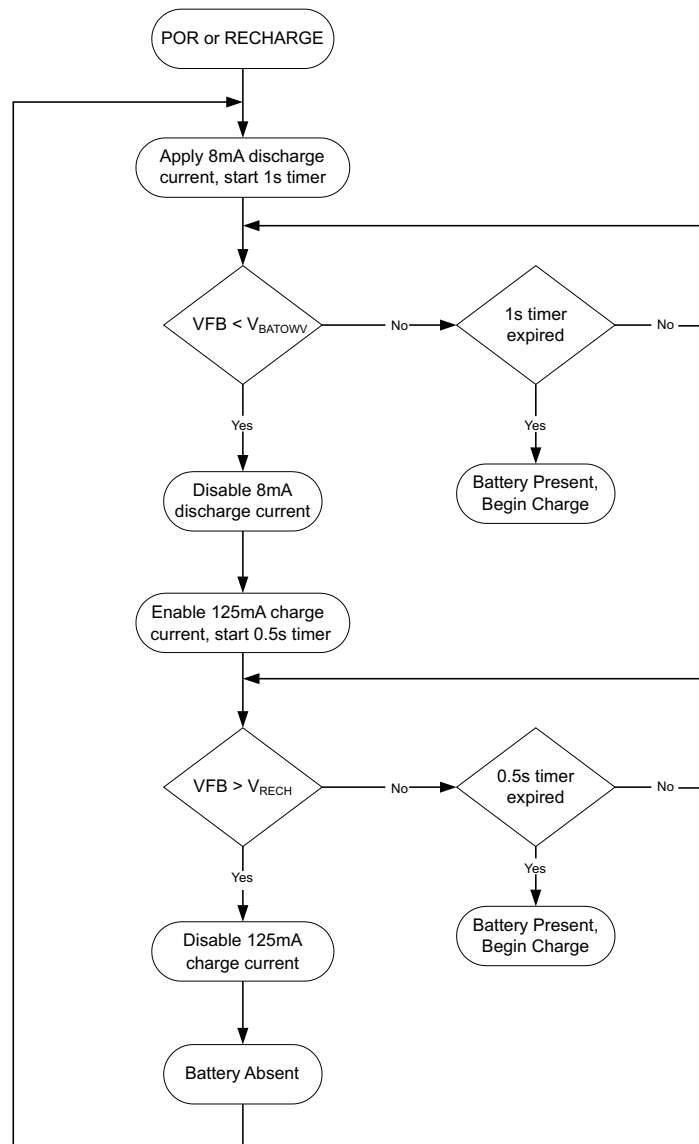 POR or RECHARGE
Apply 8mA discharge
current, start 1s timer
VFB < VBATOWV
No
1s timer
expired
No
Yes
Yes
Disable 8mA
discharge current
Battery Present,
Begin Charge
Enable 125mA charge
current, start 0.5s timer
VFB > VRECH
No
0.5s timer
expired
No
Yes
Yes
Disable 125mA
charge current
Battery Present,
Begin Charge
Battery Absent